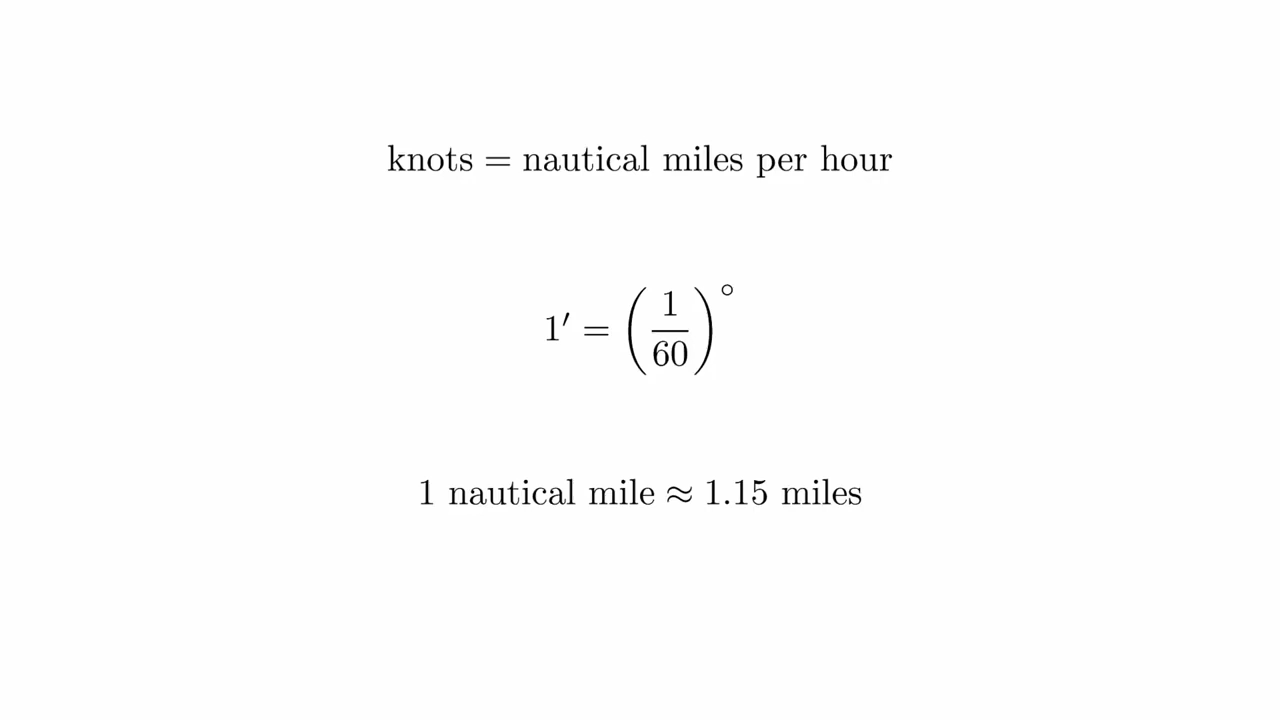 knots = nautical miles per hour
1′ = (1/60)°
1 nautical mile ≈ 1.15 miles